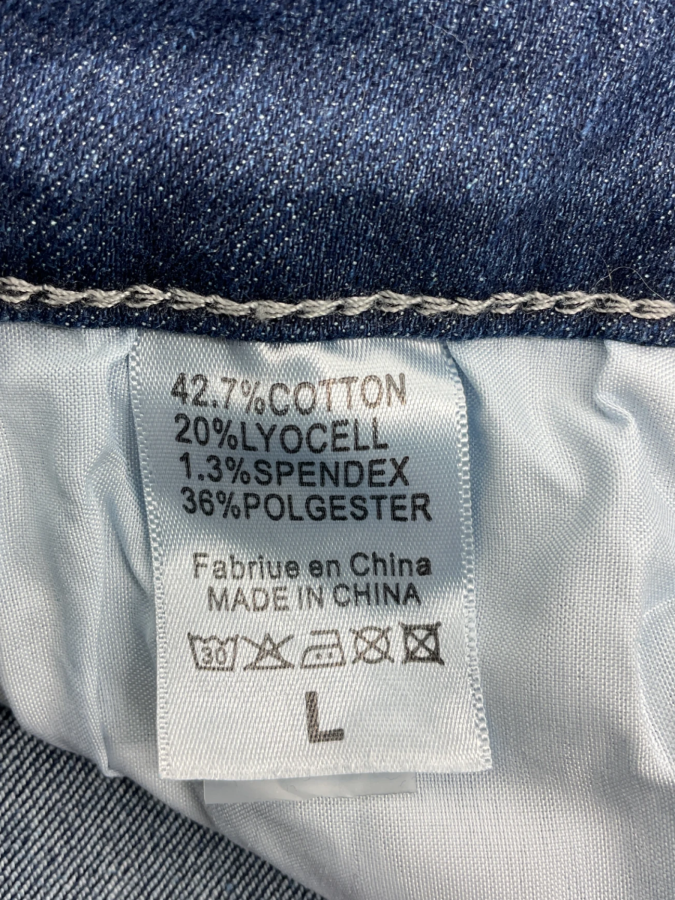 42.7%COTTON
20%LYOCELL
1.3%SPENDEX
36%POLGESTER
Fabriue en China
MADE IN CHINA
30
L